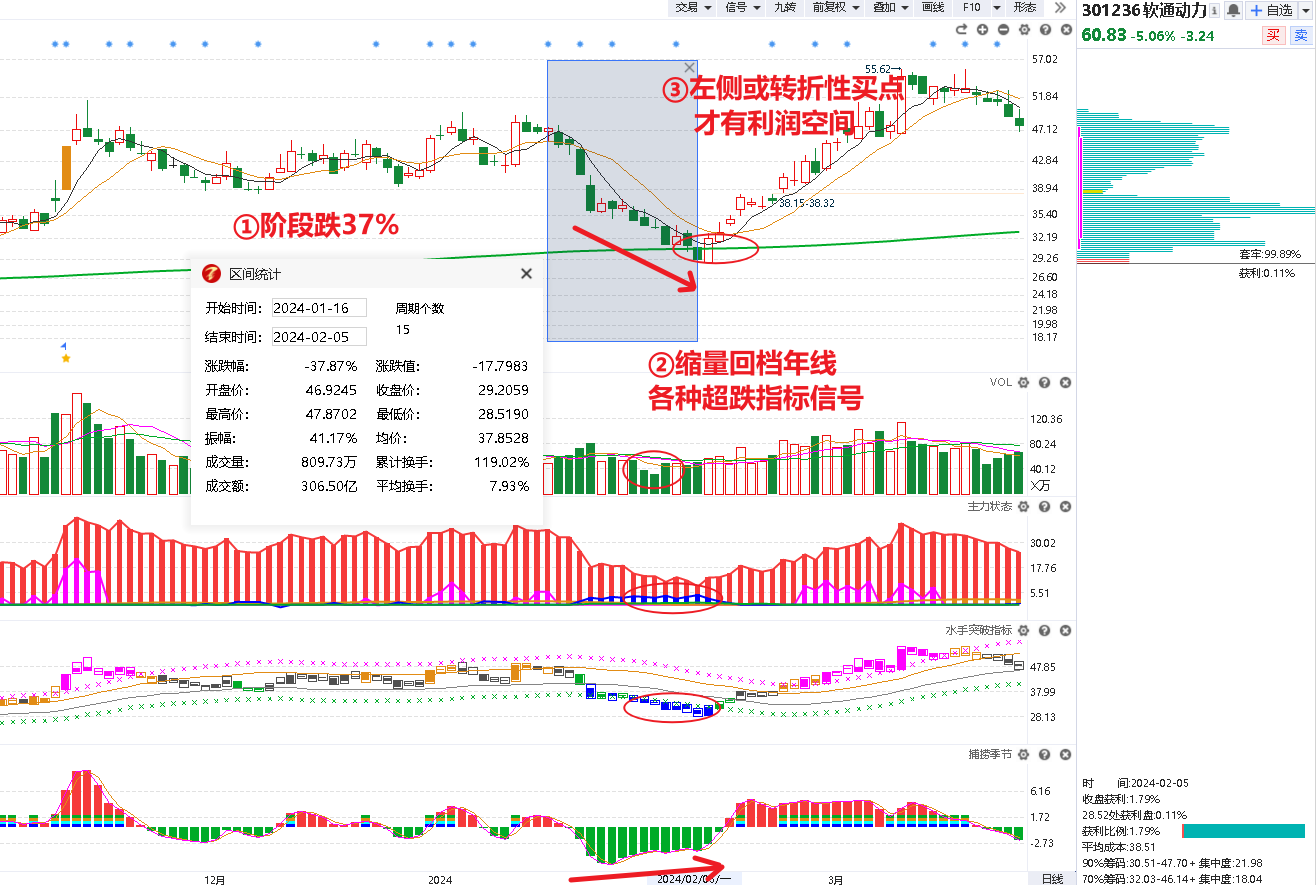 交易 信号 九转 前复权 叠加 画线 F10 形态
301236软通动力 自选
60.83 -5.06% -3.24 买 卖
57.02
51.84
47.12
42.84
38.94
35.40
32.19
29.26
26.60
24.18
21.98
19.98
18.17
55.62
38.15-38.32
①阶段跌37%
③左侧或转折性买点
才有利润空间
②缩量回档年线
各种超跌指标信号
区间统计
开始时间: 2024-01-16 周期个数
结束时间: 2024-02-05 15
涨跌幅: -37.87% 涨跌值: -17.7983
开盘价: 46.9245 收盘价: 29.2059
最高价: 47.8702 最低价: 28.5190
振幅: 41.17% 均价: 37.8528
成交量: 809.73万 累计换手: 119.02%
成交额: 306.50亿 平均换手: 7.93%
套牢:99.89%
获利:0.11%
VOL
120.36
80.24
40.12
X万
主力状态
30.02
17.76
5.51
水手突破指标
47.85
37.99
28.13
捕捞季节
6.16
1.72
-2.73
时 间:2024-02-05
收盘获利:1.79%
28.52处获利盘:0.11%
获利比例:1.79%
平均成本:38.51
90%筹码:30.51-47.70+ 集中度:21.98
70%筹码:32.03-46.14+ 集中度:18.04
12月 2024 3月 日线